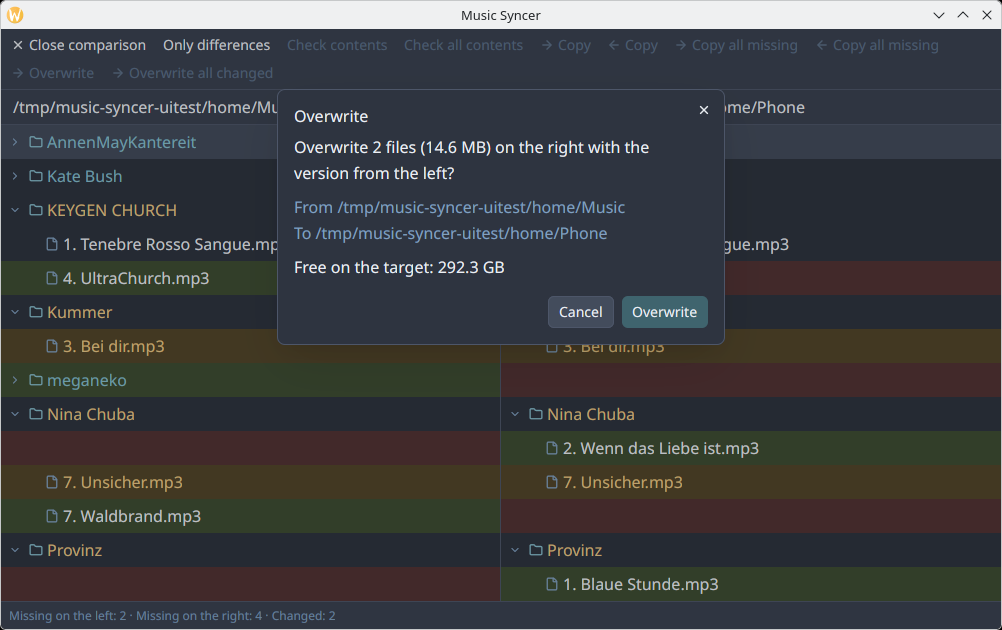 Music Syncer
Close comparison Only differences Check contents Check all contents → Copy ← Copy → Copy all missing ← Copy all missing
→ Overwrite → Overwrite all changed
/tmp/music-syncer-uitest/home/Mu
ome/Phone
Overwrite
Overwrite 2 files (14.6 MB) on the right with the
version from the left?
From /tmp/music-syncer-uitest/home/Music
To /tmp/music-syncer-uitest/home/Phone
Free on the target: 292.3 GB
Cancel Overwrite
AnnenMayKantereit
Kate Bush
KEYGEN CHURCH
1. Tenebre Rosso Sangue.mp
gue.mp3
4. UltraChurch.mp3
Kummer
3. Bei dir.mp3 3. Bei dir.mp3
meganeko
Nina Chuba Nina Chuba
2. Wenn das Liebe ist.mp3
7. Unsicher.mp3 7. Unsicher.mp3
7. Waldbrand.mp3
Provinz Provinz
1. Blaue Stunde.mp3
Missing on the left: 2 · Missing on the right: 4 · Changed: 2